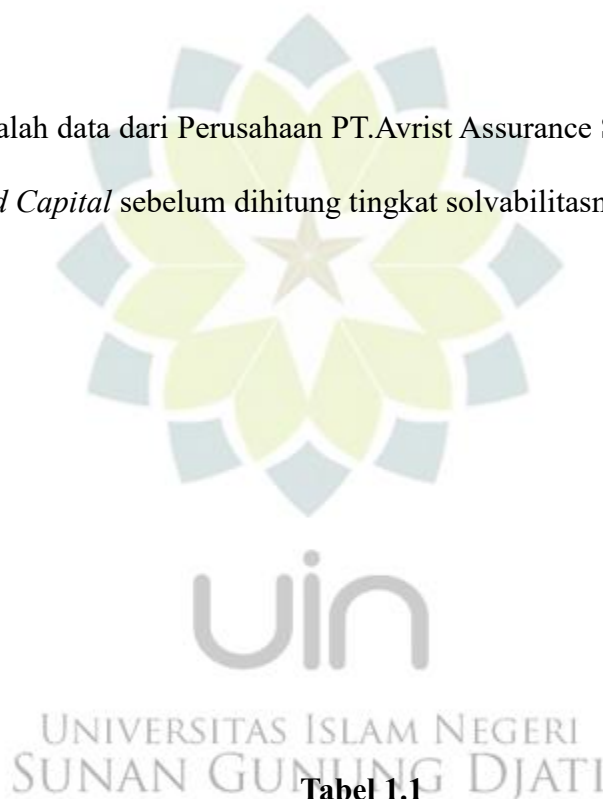 alah data dari Perusahaan PT.Avrist Assurance
d Capital sebelum dihitung tingkat
uin
UNIVERSITAS ISLAM NEGERI
SUNAN GUNUNG DJATI
Tabel 1.1